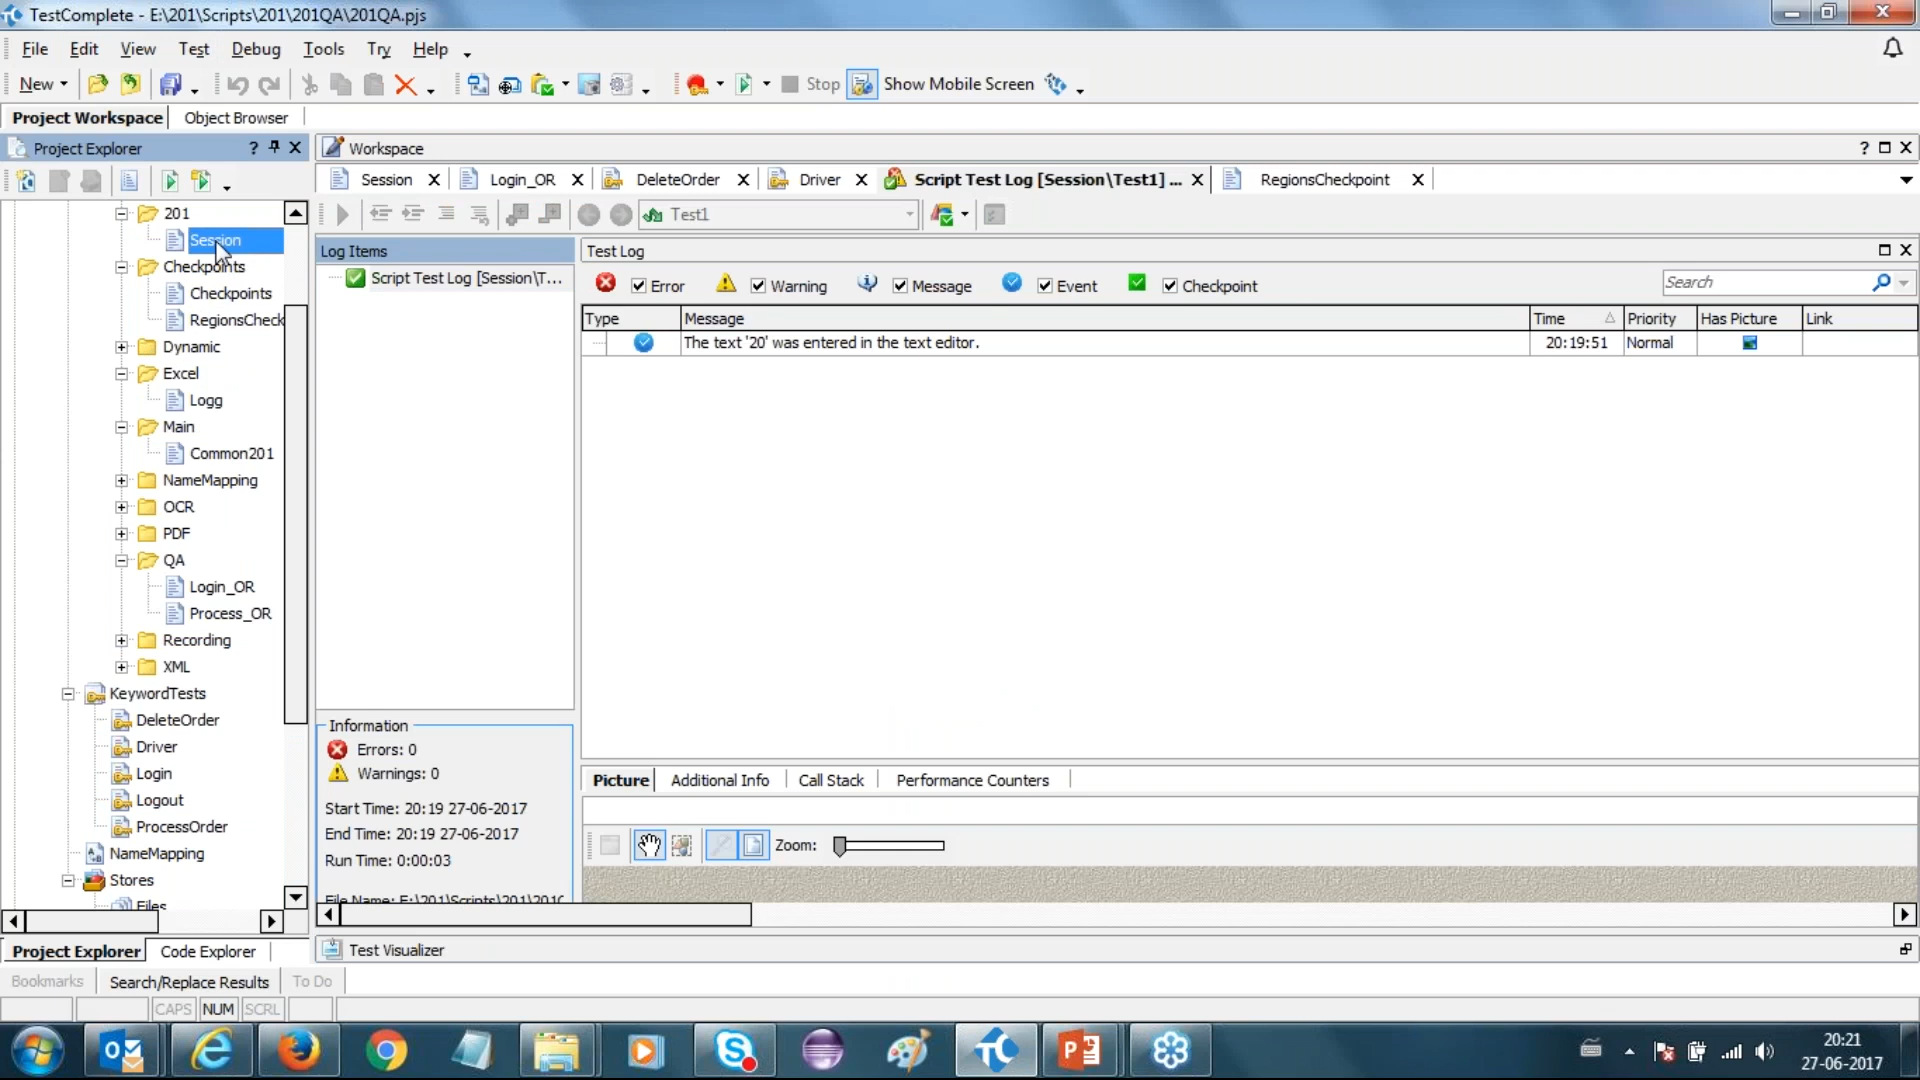 TestComplete - E:\201\Scripts\201\201QA\201QA.pjs
File Edit View Test Debug Tools Try Help
New Stop Show Mobile Screen
Project Workspace Object Browser
Project Explorer ?
Workspace ?
Session Login_OR DeleteOrder Driver Script Test Log [Session\Test1] ... RegionsCheckpoint
Test1
201
Session
Checkpoints
Checkpoints
RegionsCheck
Dynamic
Excel
Logg
Main
Common201
NameMapping
OCR
PDF
QA
Login_OR
Process_OR
Recording
XML
KeywordTests
DeleteOrder
Driver
Login
Logout
ProcessOrder
NameMapping
Stores
Files
Log Items
Script Test Log [Session\T...
Test Log
Error Warning Message Event Checkpoint Search
Type Message Time Priority Has Picture Link
The text '20' was entered in the text editor. 20:19:51 Normal
Information
Errors: 0
Warnings: 0
Start Time: 20:19 27-06-2017
End Time: 20:19 27-06-2017
Run Time: 0:00:03
File Name: E:\201\Scripts\201\201Q
Picture Additional Info Call Stack Performance Counters
Zoom:
Project Explorer Code Explorer
Test Visualizer
Bookmarks Search/Replace Results To Do
CAPS NUM SCRL
20:21
27-06-2017